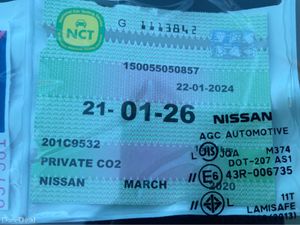 NCT
G 1113842
150055050857
22-01-2024
21-01-26
NISSAN
AGC AUTOMOTIVE
201C9532
M374
DOT-207 AS1
PRIVATE CO2
E6 43R-006735
NISSAN MARCH 2020
11T
LAMISAFE
DoneDeal